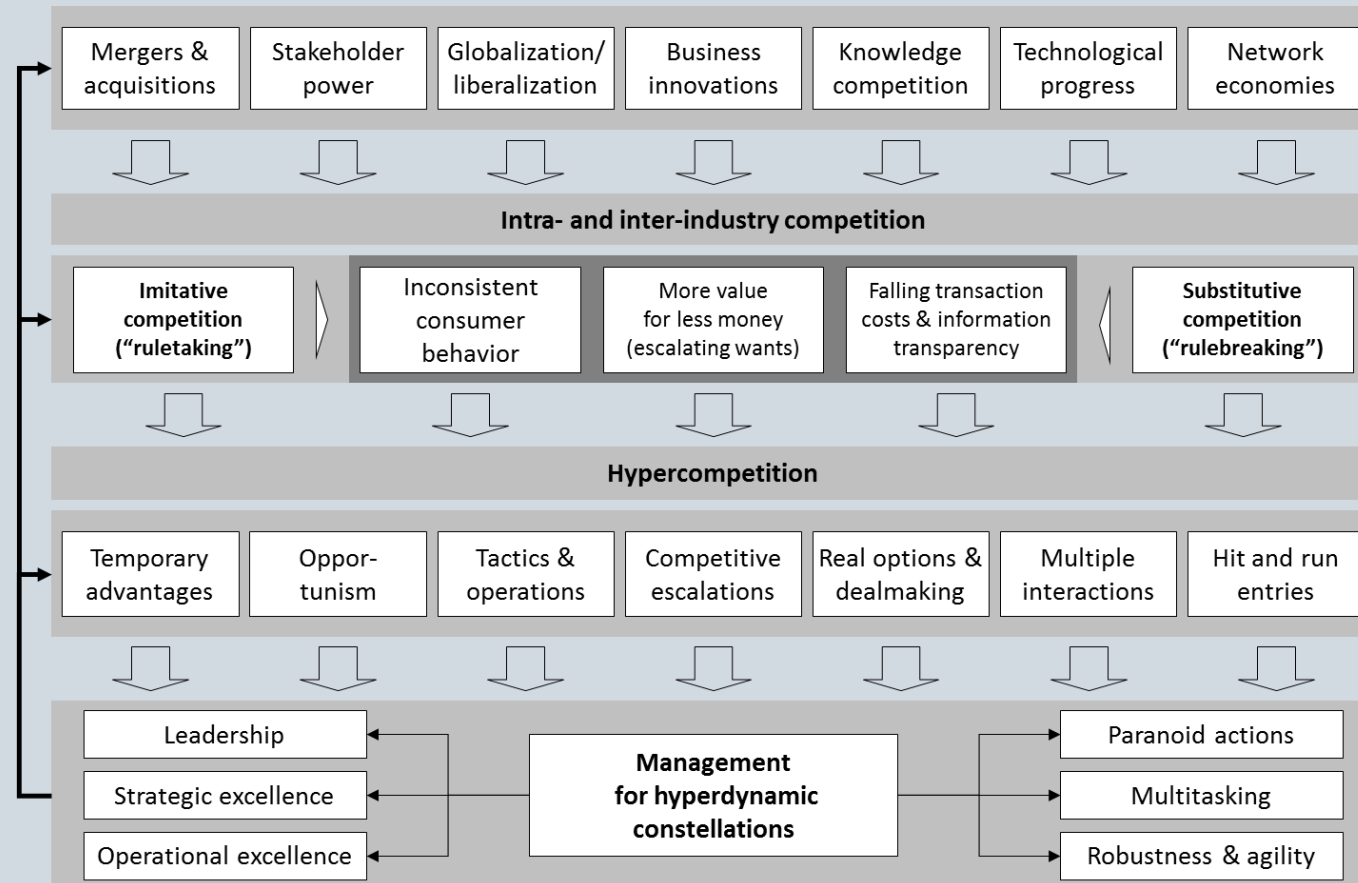 Mergers &
acquisitions
Stakeholder
power
Globalization/
liberalization
Business
innovations
Knowledge
competition
Technological
progress
Network
economies
Intra- and inter-industry competition
Imitative
competition
(“ruletaking”)
Inconsistent
consumer
behavior
More value
for less money
(escalating wants)
Falling transaction
costs & information
transparency
Substitutive
competition
(“rulebreaking”)
Hypercompetition
Temporary
advantages
Oppor-
tunism
Tactics &
operations
Competitive
escalations
Real options &
dealmaking
Multiple
interactions
Hit and run
entries
Leadership
Strategic excellence
Operational excellence
Management
for hyperdynamic
constellations
Paranoid actions
Multitasking
Robustness & agility